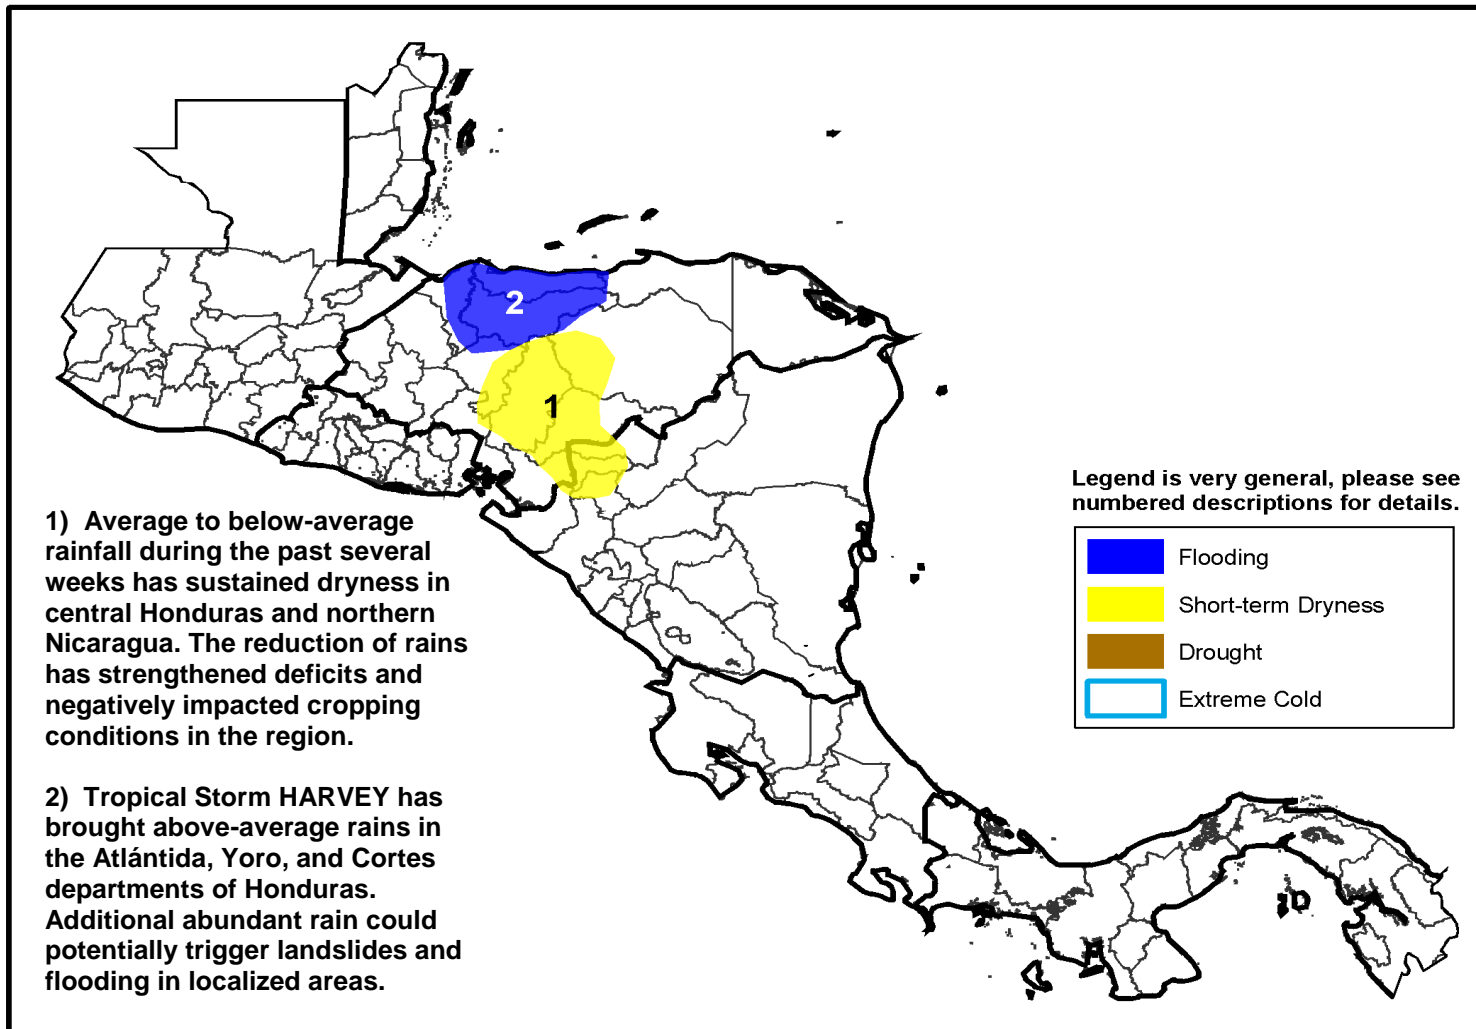 2
1
1) Average to below-average
rainfall during the past several
weeks has sustained dryness in
central Honduras and northern
Nicaragua. The reduction of rains
has strengthened deficits and
negatively impacted cropping
conditions in the region.
2) Tropical Storm HARVEY has
brought above-average rains in
the Atlántida, Yoro, and Cortes
departments of Honduras.
Additional abundant rain could
potentially trigger landslides and
flooding in localized areas.
Legend is very general, please see
numbered descriptions for details.
Flooding
Short-term Dryness
Drought
Extreme Cold